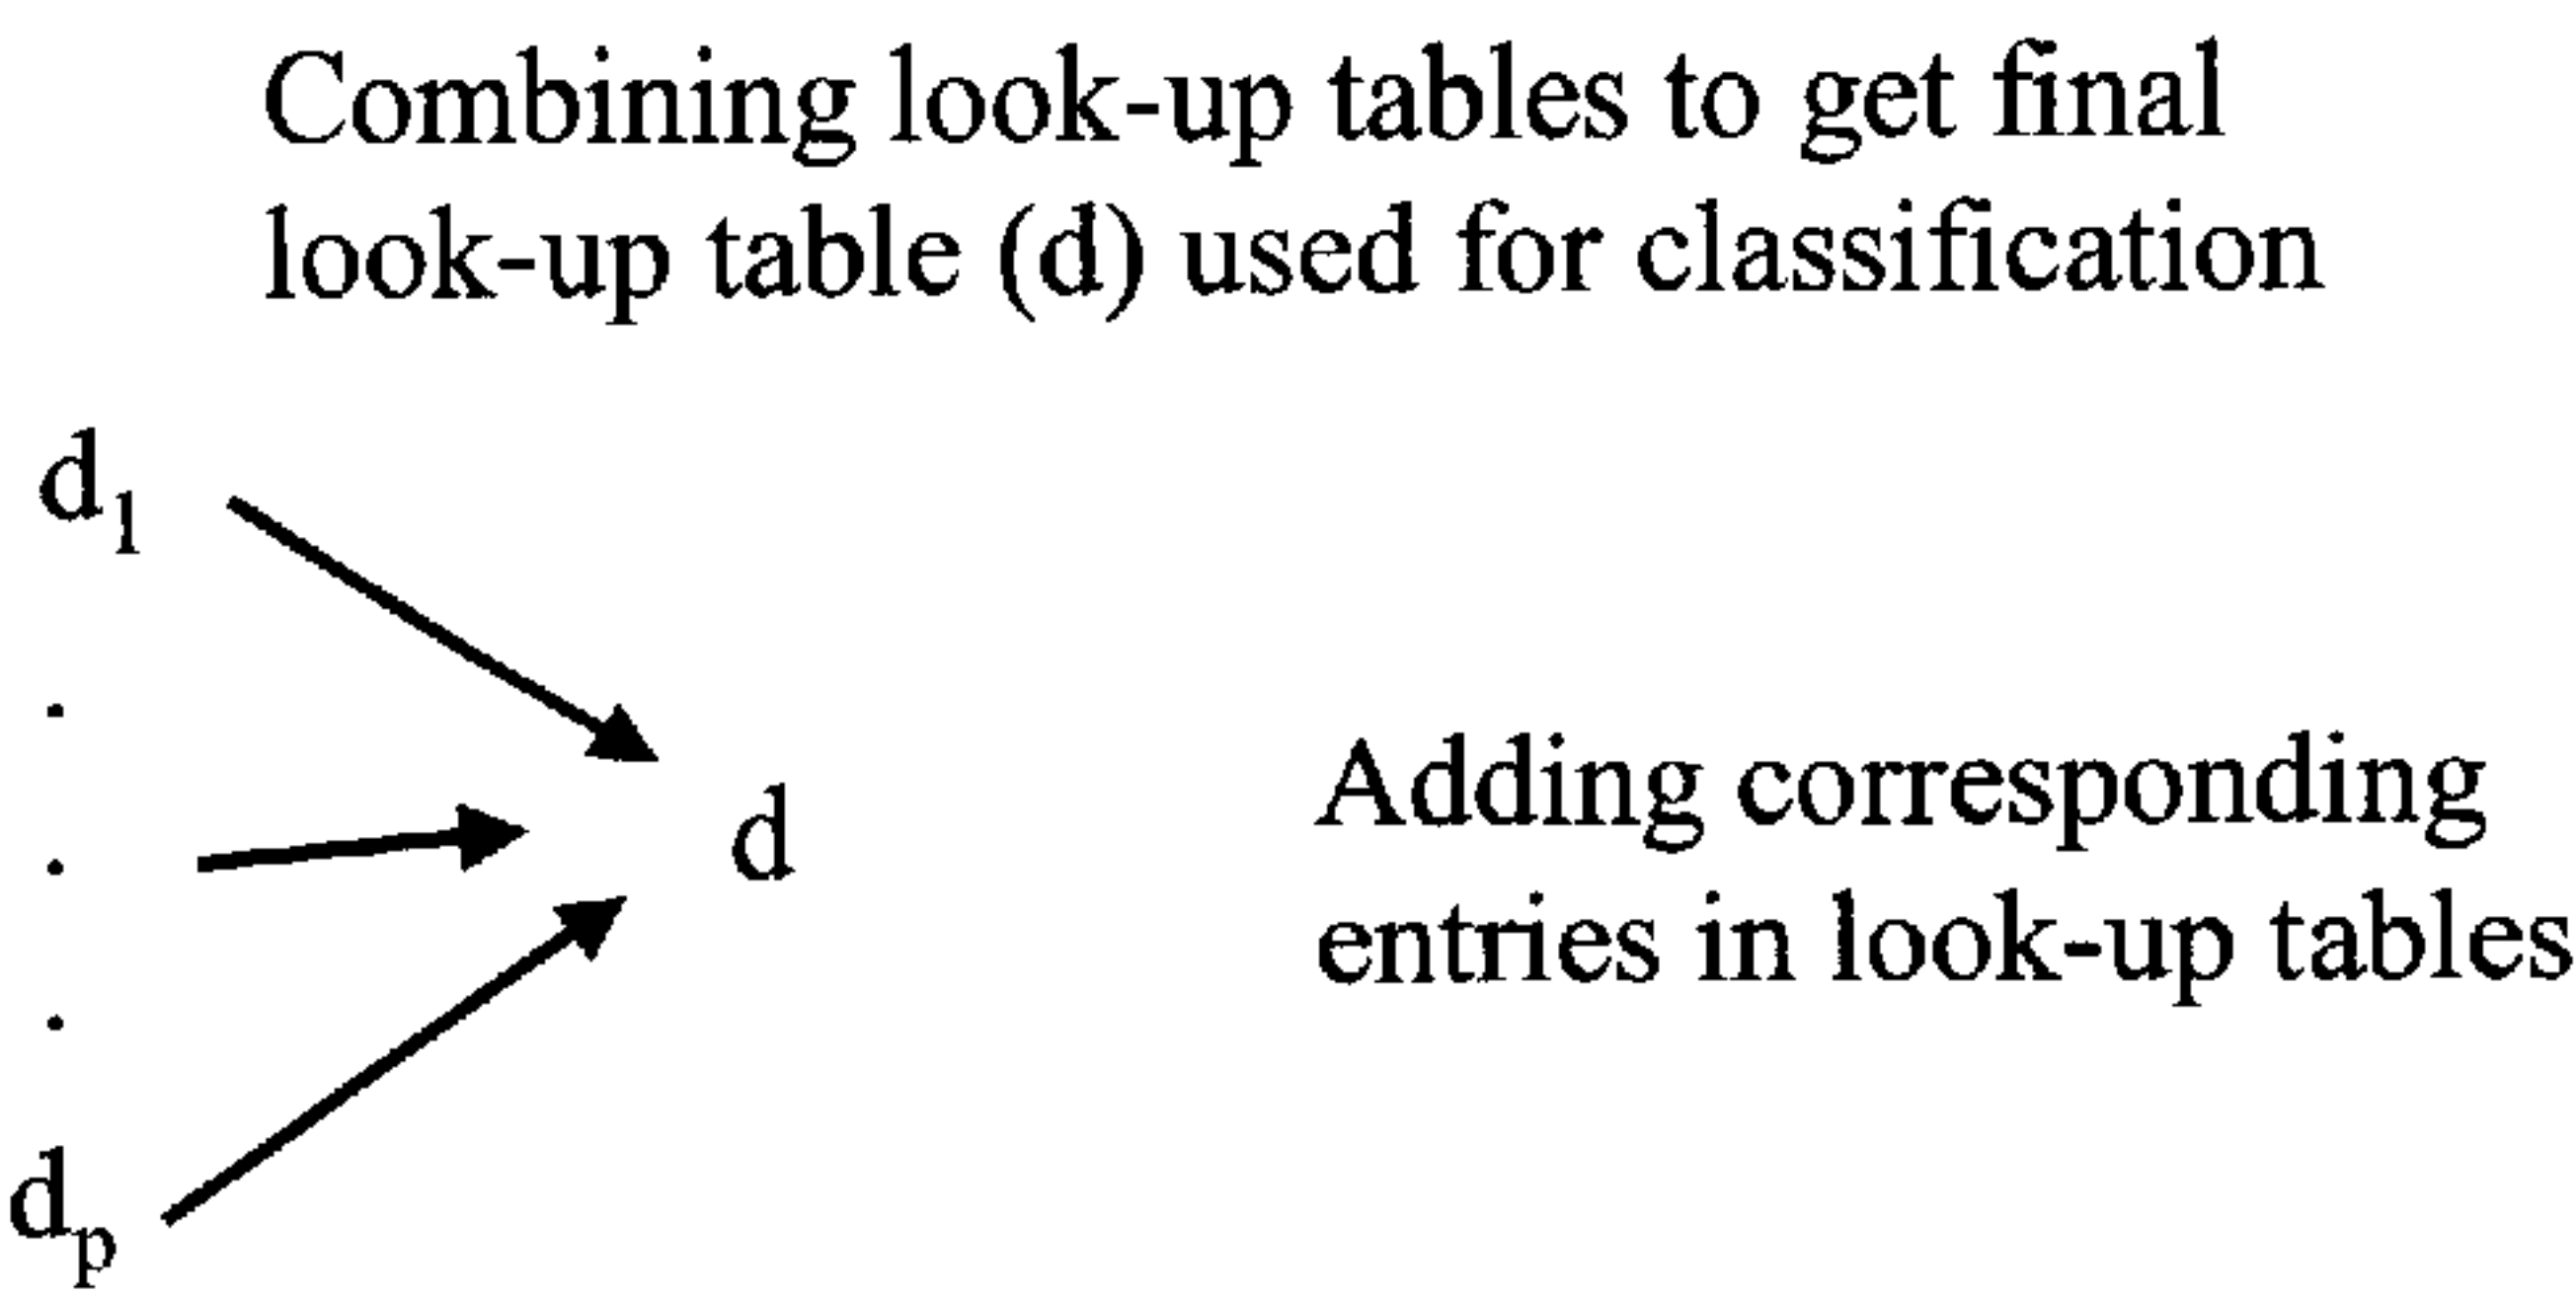 Combining look-up tables to get final
look-up table (d) used for classification
d1
.
.
.
d
dp
Adding corresponding
entries in look-up tables